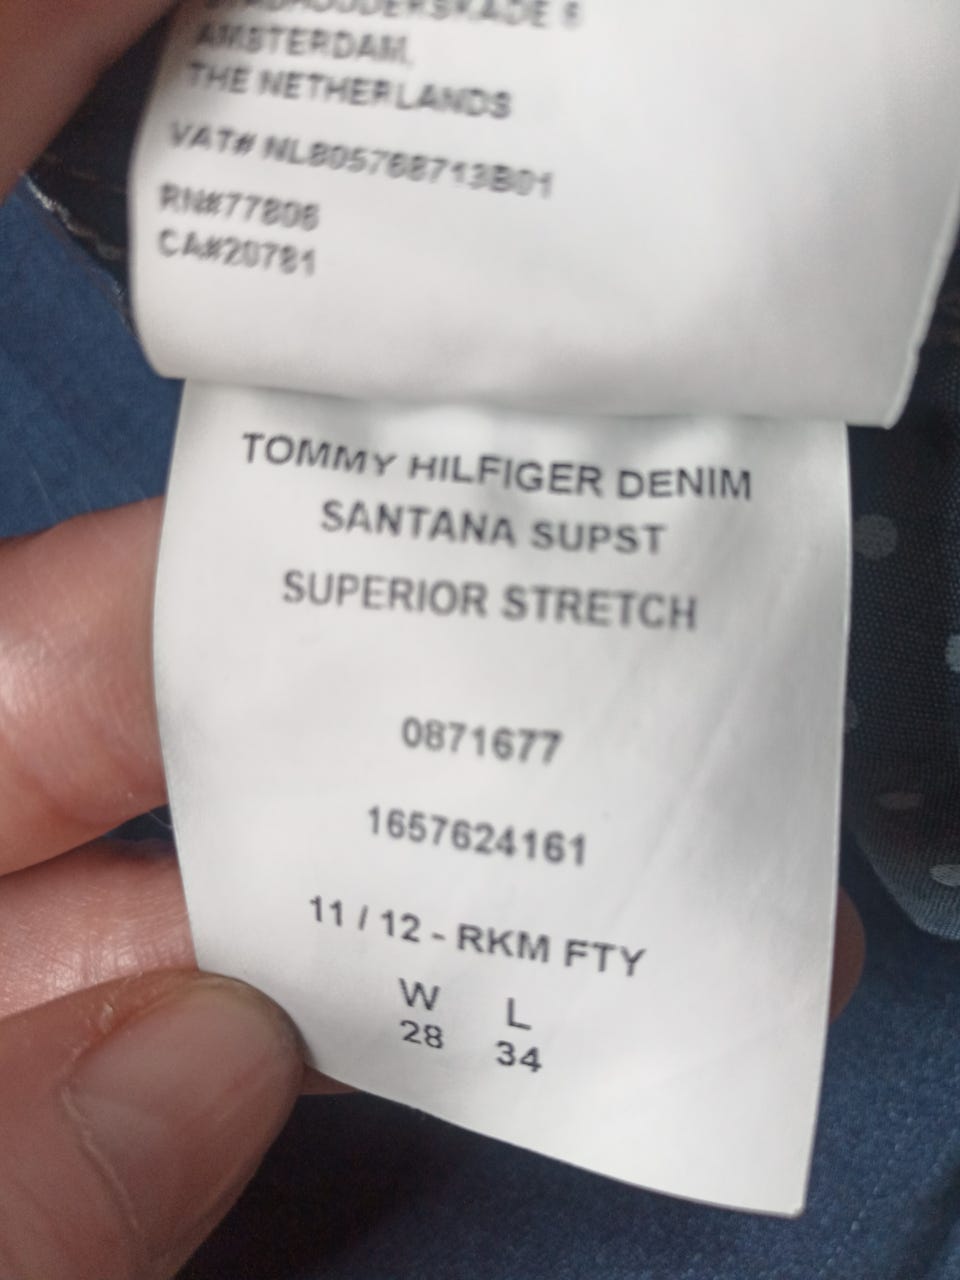 AMSTERDAM,
THE NETHERLANDS
VAT# NL805768713B01
RN#77806
CA#20781
TOMMY HILFIGER DENIM
SANTANA SUPST
SUPERIOR STRETCH
0871677
1657624161
11 / 12 - RKM FTY
W L
28 34